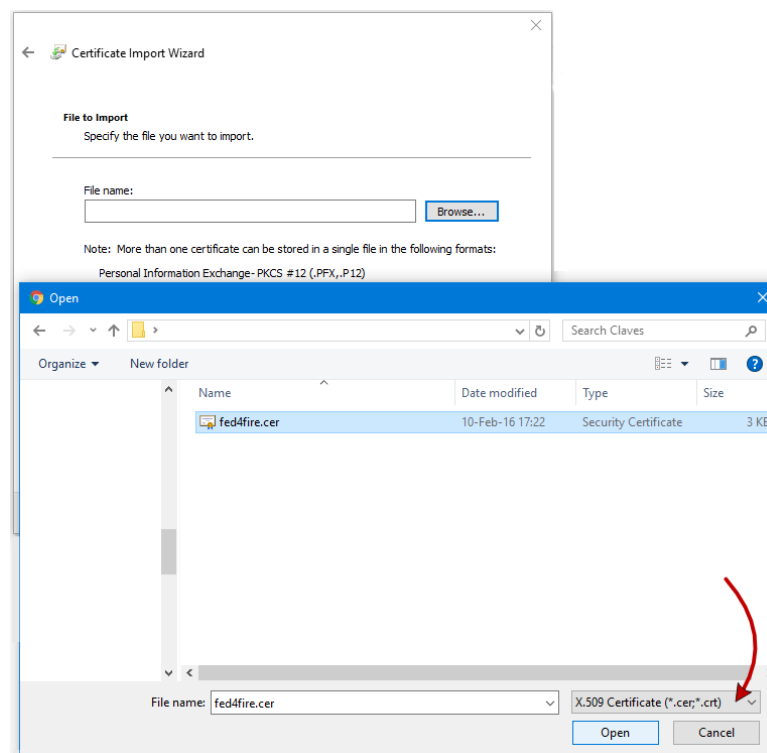 Certificate Import Wizard
File to Import
Specify the file you want to import.
File name:
Browse...
Note: More than one certificate can be stored in a single file in the following formats:
Personal Information Exchange- PKCS #12 (.PFX,.P12)
Open
Search Claves
Organize New folder
Name Date modified Type Size
fed4fire.cer 10-Feb-16 17:22 Security Certificate 3 KB
File name: fed4fire.cer X.509 Certificate (*.cer;*.crt)
Open Cancel